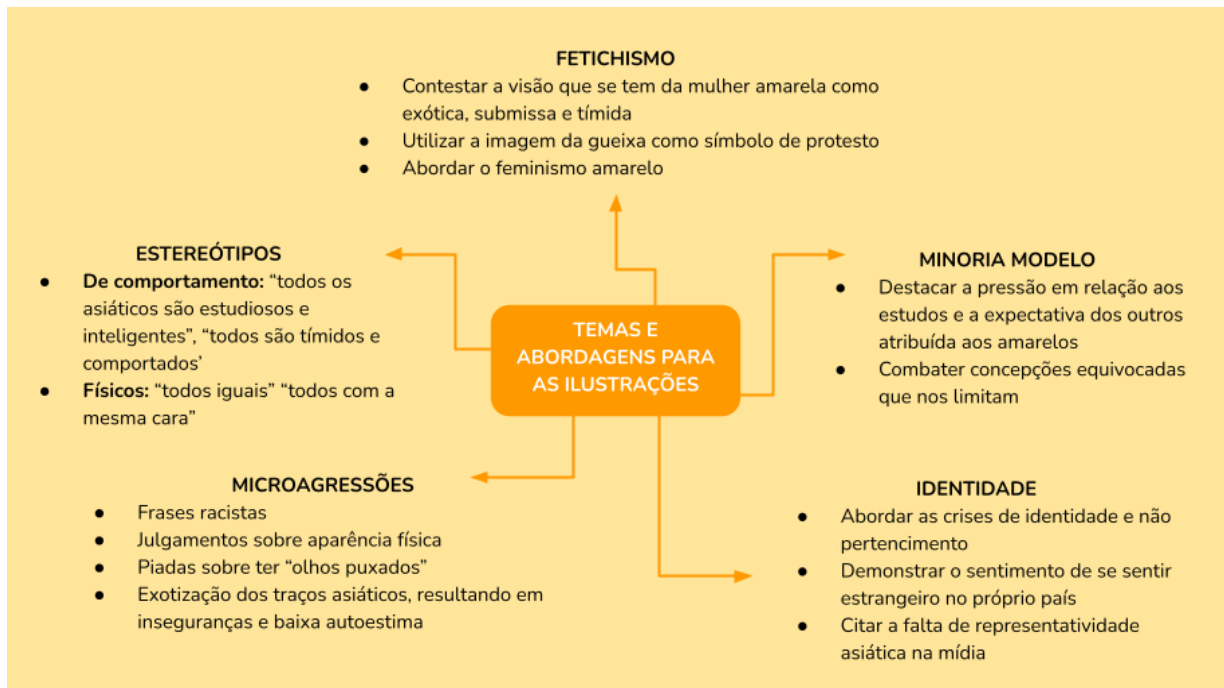 FETICHISMO
● Contestar a visão que se tem da mulher amarela como
exótica, submissa e tímida
● Utilizar a imagem da gueixa como símbolo de protesto
● Abordar o feminismo amarelo
ESTEREÓTIPOS
● De comportamento: “todos os
asiáticos são estudiosos e
inteligentes”, “todos são tímidos e
comportados’
● Físicos: “todos iguais” “todos com a
mesma cara”
TEMAS E
ABORDAGENS PARA
AS ILUSTRAÇÕES
MINORIA MODELO
● Destacar a pressão em relação aos
estudos e a expectativa dos outros
atribuída aos amarelos
● Combater concepções equivocadas
que nos limitam
MICROAGRESSÕES
● Frases racistas
● Julgamentos sobre aparência física
● Piadas sobre ter “olhos puxados”
● Exotização dos traços asiáticos, resultando em
inseguranças e baixa autoestima
IDENTIDADE
● Abordar as crises de identidade e não
pertencimento
● Demonstrar o sentimento de se sentir
estrangeiro no próprio país
● Citar a falta de representatividade
asiática na mídia